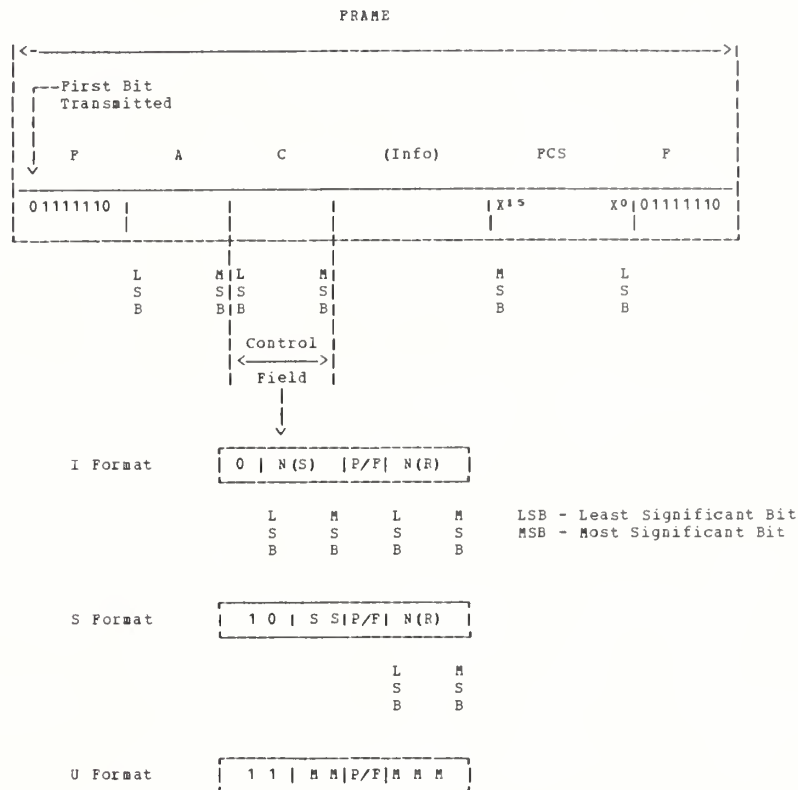 FRAME
First Bit
Transmitted
F A C (Info) FCS F
01111110 X15 X0 01111110
L M L M M L
S S S S S S
B B B B B B
Control
Field
I Format 0 | N(S) |P/F| N(R)
L M L M LSB - Least Significant Bit
S S S S MSB - Most Significant Bit
B B B B
S Format 1 0 | S S|P/F| N(R)
L M
S S
B B
U Format 1 1 | M M|P/F|M M M